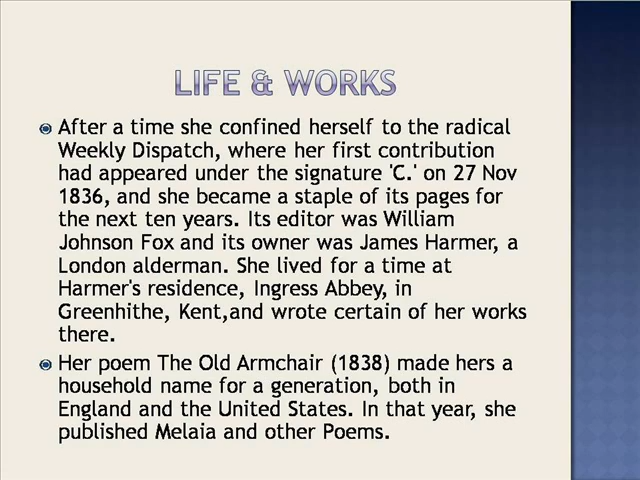 LIFE & WORKS
After a time she confined herself to the radical
Weekly Dispatch, where her first contribution
had appeared under the signature 'C.' on 27 Nov
1836, and she became a staple of its pages for
the next ten years. Its editor was William
Johnson Fox and its owner was James Harmer, a
London alderman. She lived for a time at
Harmer's residence, Ingress Abbey, in
Greenhithe, Kent,and wrote certain of her works
there.
Her poem The Old Armchair (1838) made hers a
household name for a generation, both in
England and the United States. In that year, she
published Melaia and other Poems.